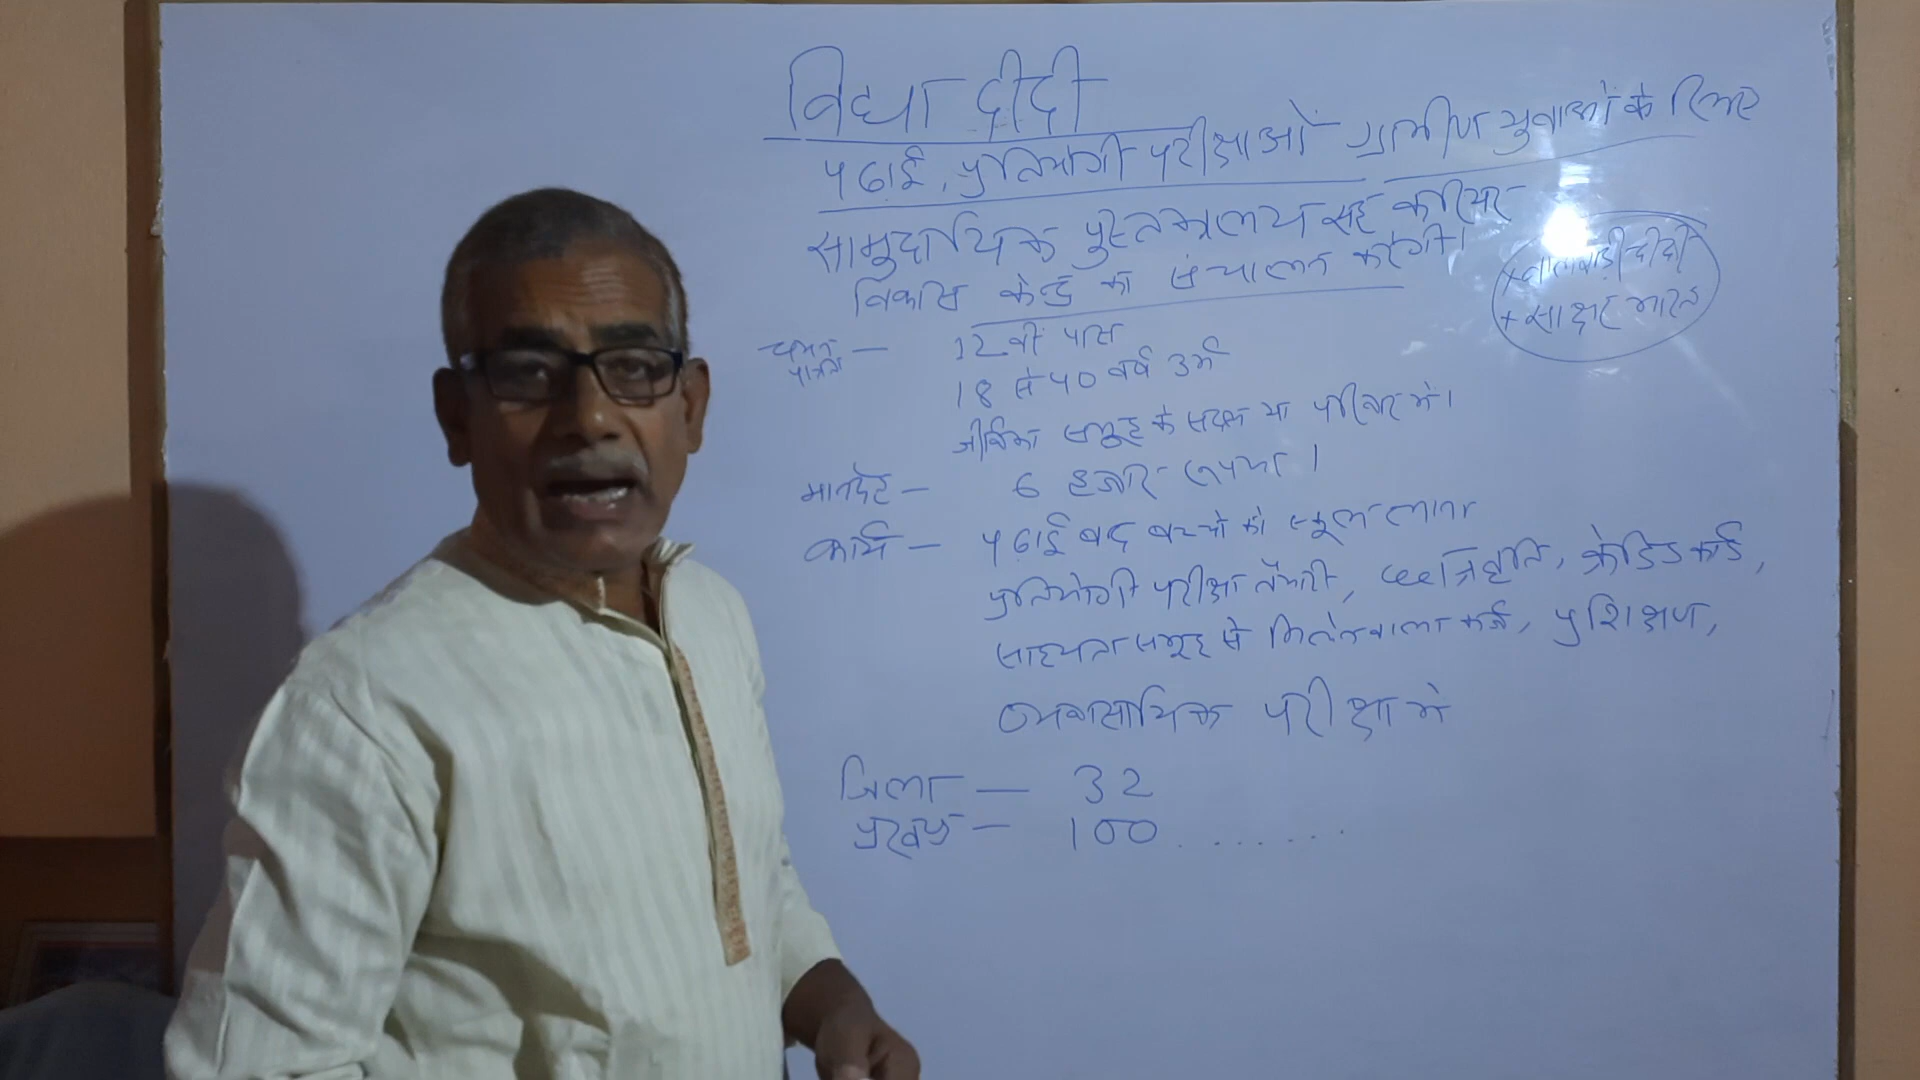 विद्या दीदी
पढाई, प्रतियोगी परीक्षाओं ग्रामीण युवाओं के लिए
सामुदायिक पुस्तकालय सह करियर
विकास केन्द्र का संचालन करेगी।
+ बालबाड़ी दीदी
+ साक्षर भारत
चयन पात्रता — 12वीं पास
18 से 40 वर्ष उम्र
जीविका समूह के सदस्य या परिवार से।
मानदेय — 6 हजार रुपया।
कार्य — पढाई बाद बच्चो को स्कूल लाना
प्रतियोगी परीक्षा तैयारी, छात्रवृति, क्रेडिट कार्ड,
सहायता समूह से मिलनेवाला कर्ज, प्रशिक्षण,
व्यवसायिक परीक्षा मे
जिला — 32
प्रखंड — 100 . . . . . . .